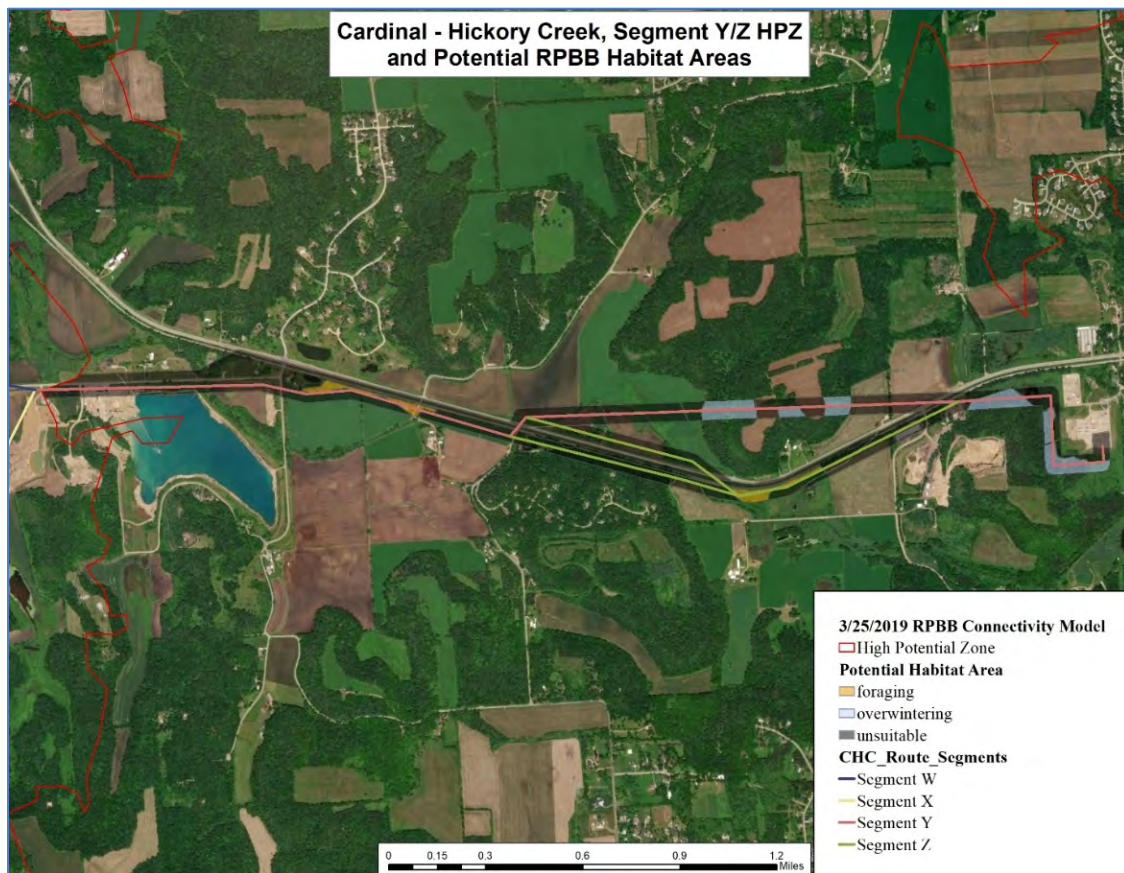 Cardinal - Hickory Creek, Segment Y/Z HPZ
and Potential RPBB Habitat Areas
3/25/2019 RPBB Connectivity Model
High Potential Zone
Potential Habitat Area
foraging
overwintering
unsuitable
CHC_Route_Segments
Segment W
Segment X
Segment Y
Segment Z
0 0.15 0.3 0.6 0.9 1.2
Miles